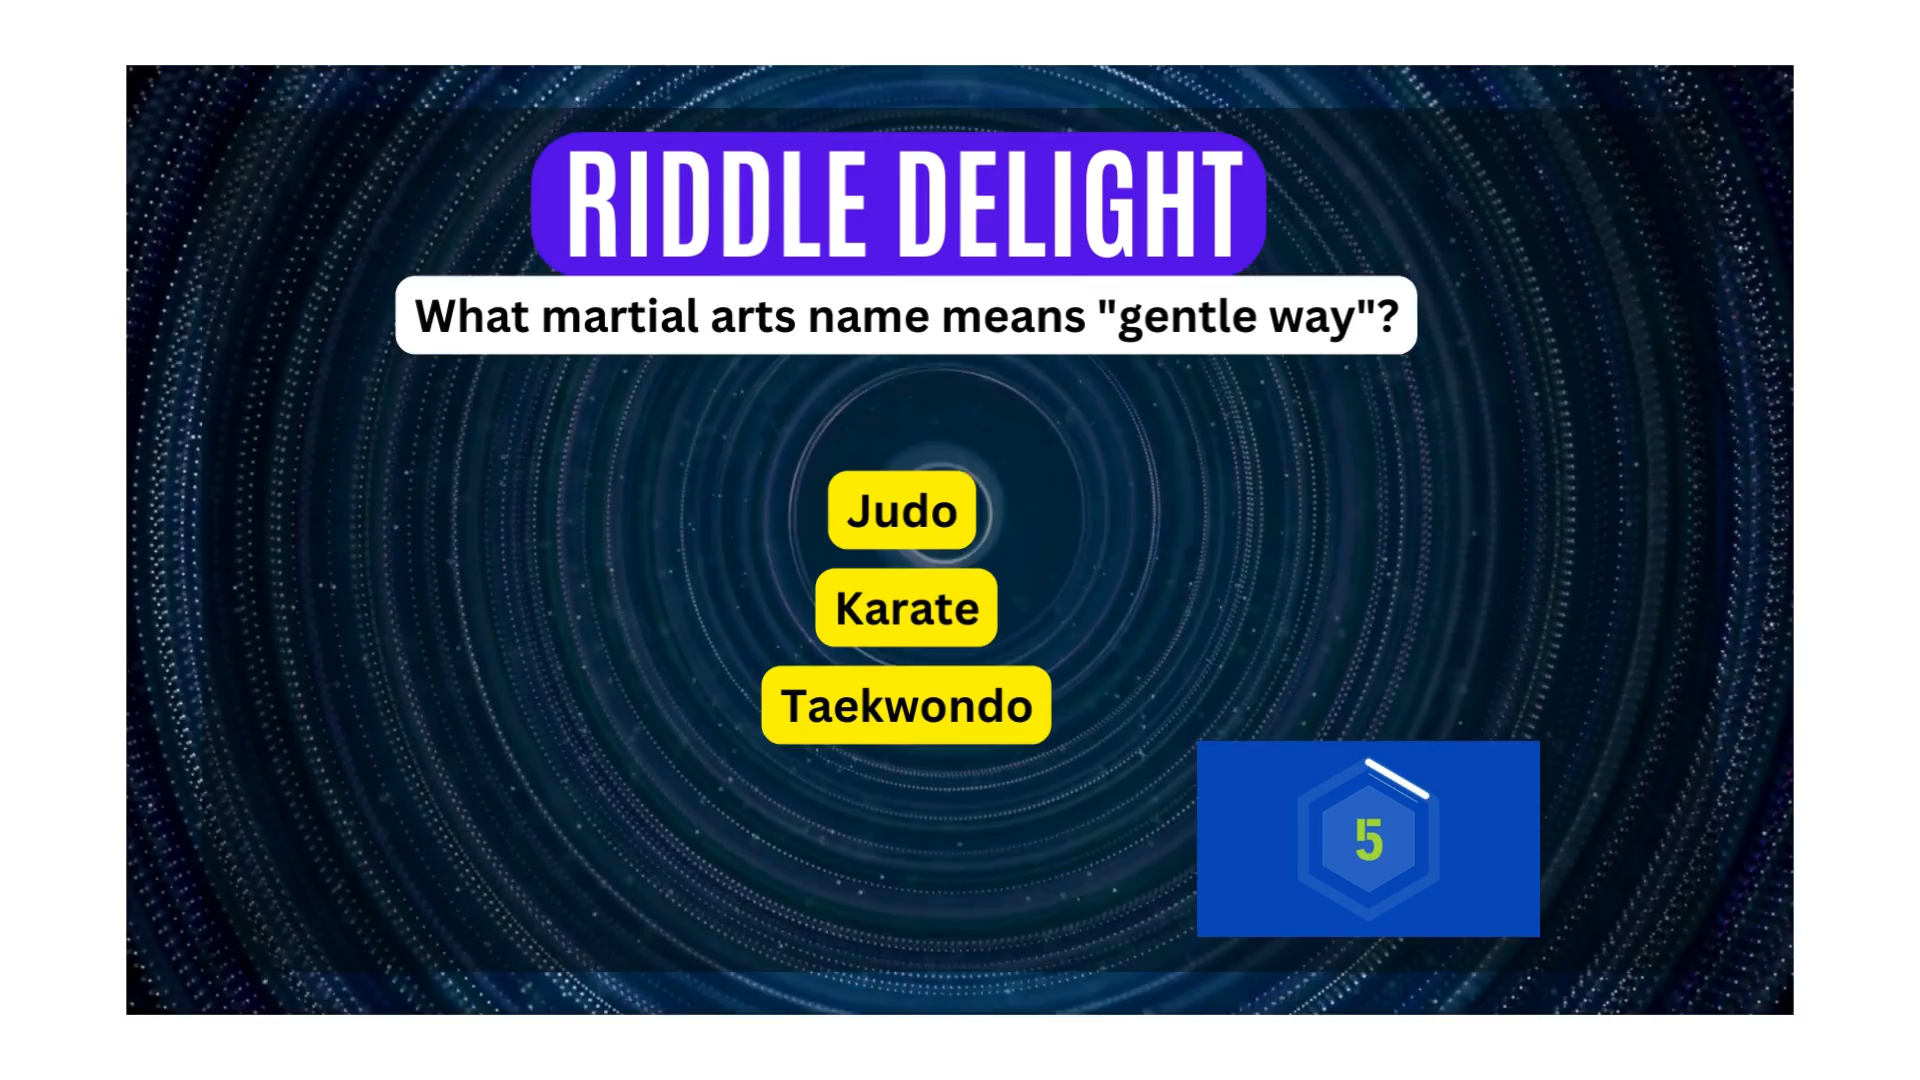 RIDDLE DELIGHT
What martial arts name means "gentle way"?
Judo
Karate
Taekwondo
5